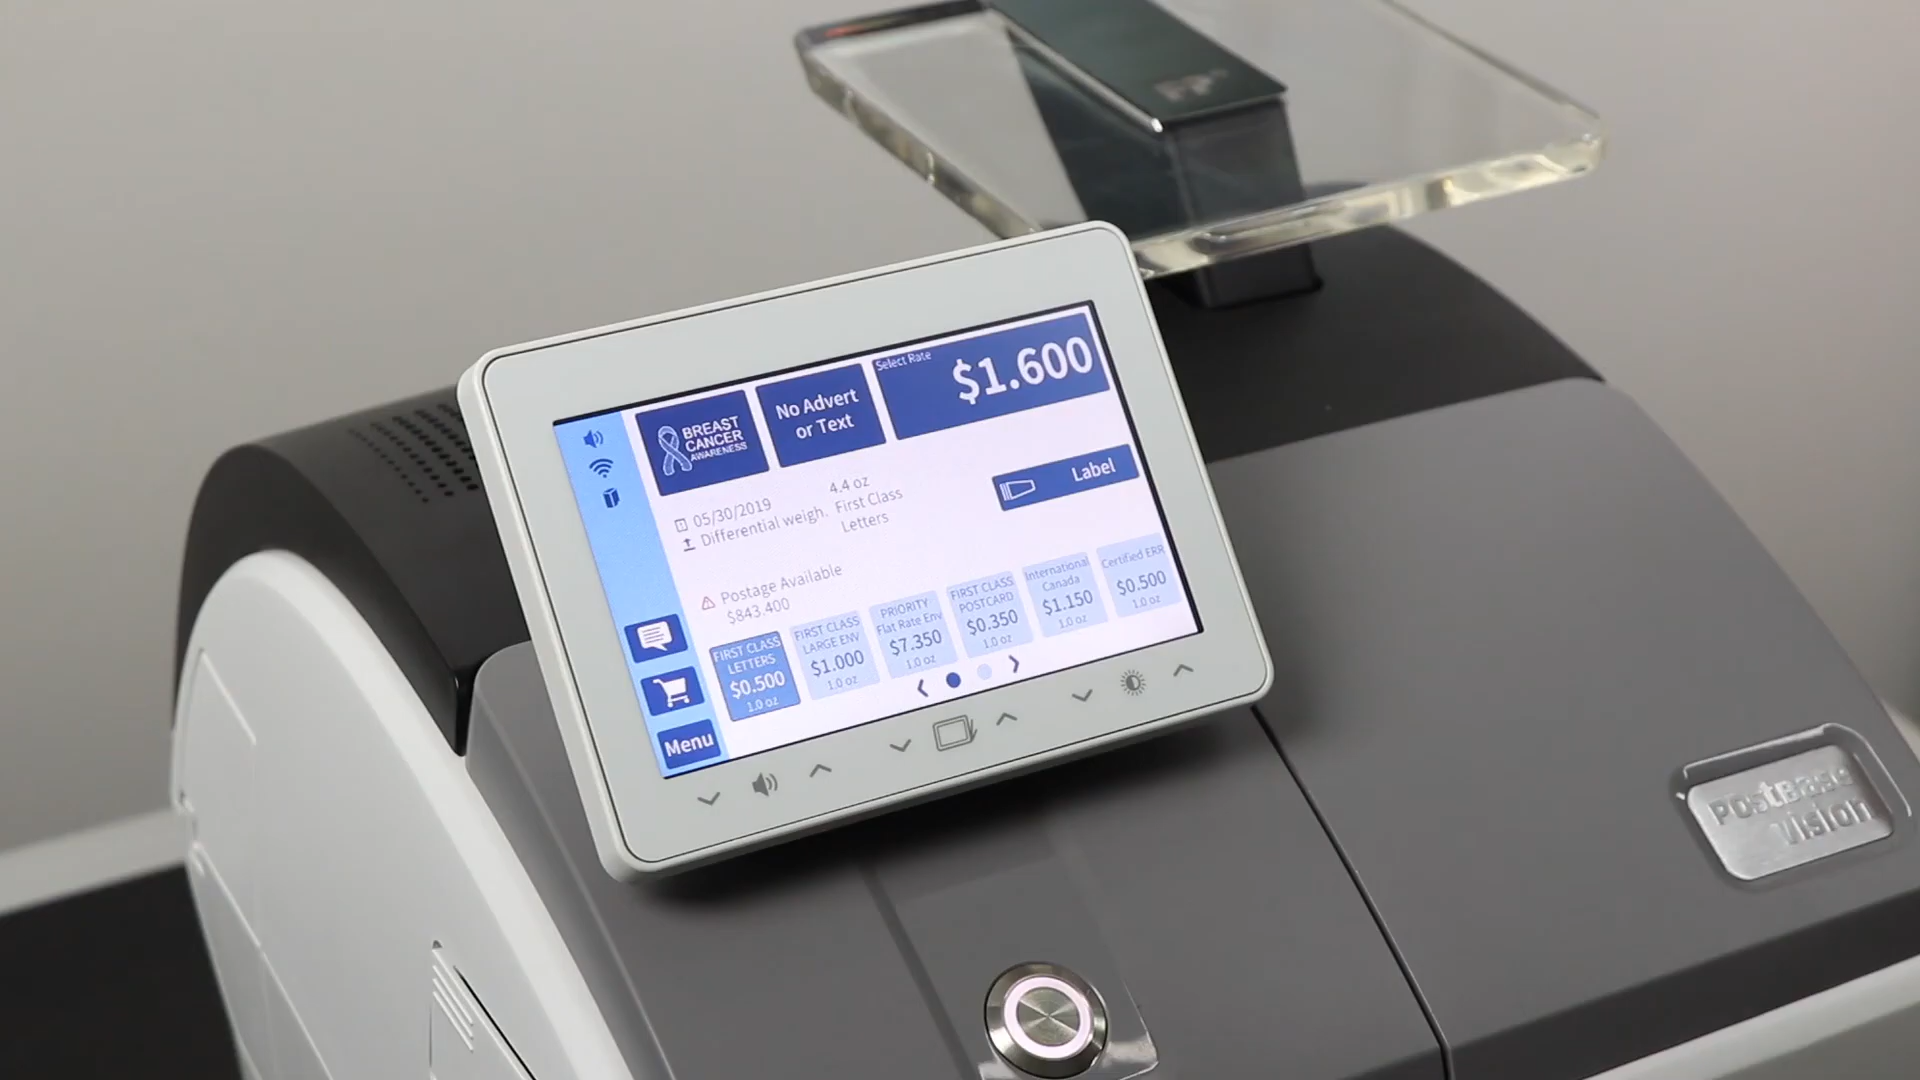 FP
BREAST
CANCER
AWARENESS
No Advert
or Text
Select Rate
$1.600
05/30/2019
Differential weigh.
4.4 oz
First Class
Letters
Label
Postage Available
$843.400
FIRST CLASS
LETTERS
$0.500
1.0 oz
FIRST CLASS
LARGE ENV
$1.000
1.0 oz
PRIORITY
Flat Rate Env
$7.350
1.0 oz
FIRST CLASS
POSTCARD
$0.350
1.0 oz
International
Canada
$1.150
1.0 oz
Certified ERR
$0.500
1.0 oz
Menu
PostBase
vision